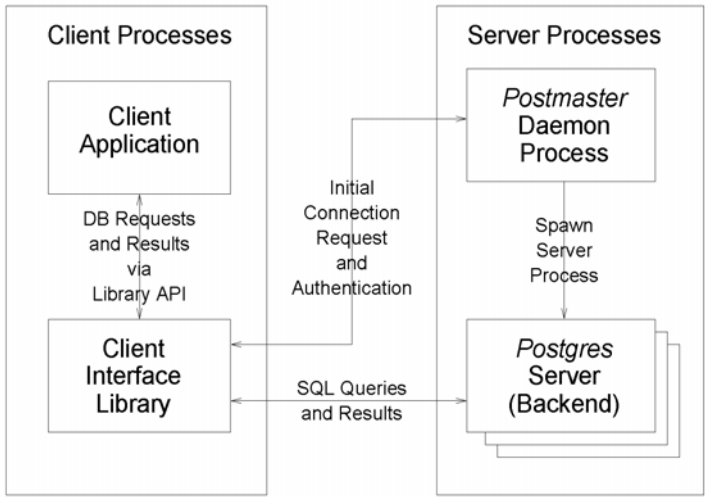 Client Processes
Client
Application
DB Requests
and Results
via
Library API
Client
Interface
Library
Initial
Connection
Request
and
Authentication
SQL Queries
and Results
Server Processes
Postmaster
Daemon
Process
Spawn
Server
Process
Postgres
Server
(Backend)